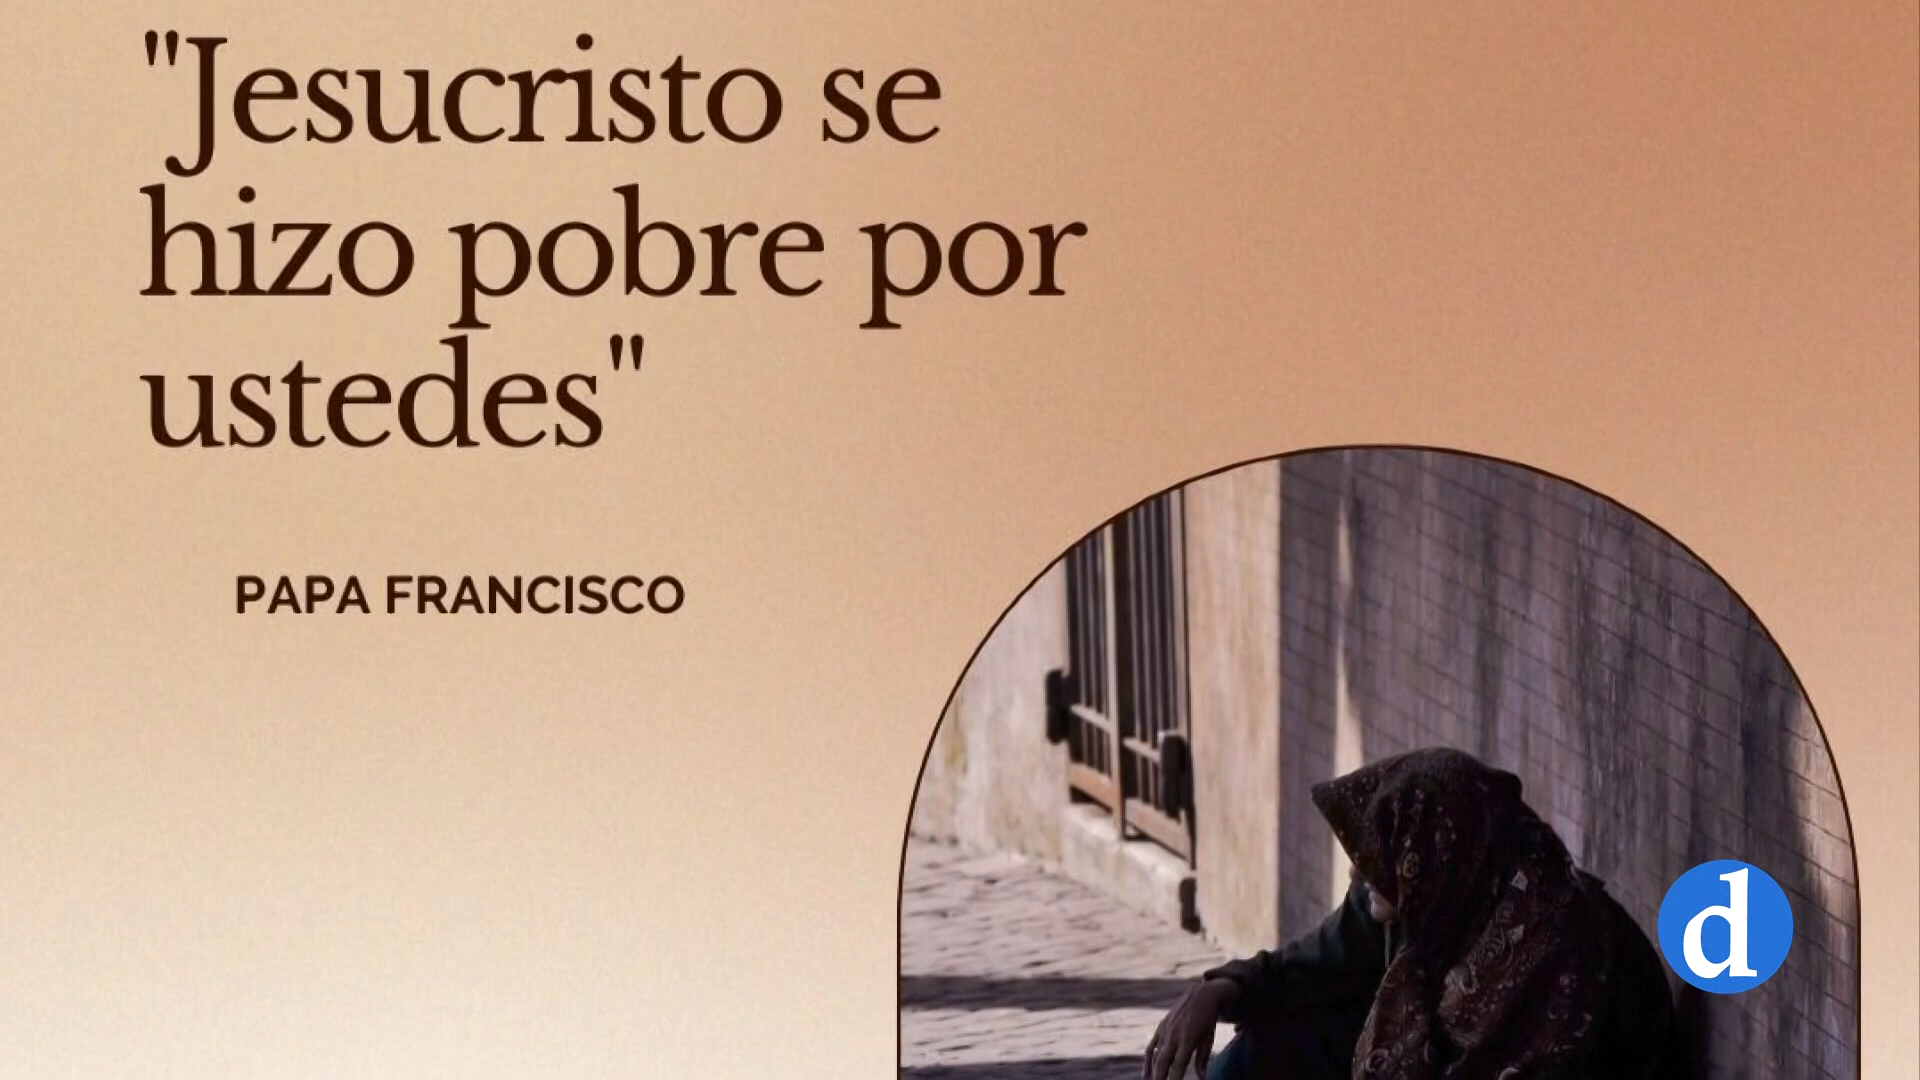 "Jesucristo se
hizo pobre por
ustedes"
PAPA FRANCISCO
d